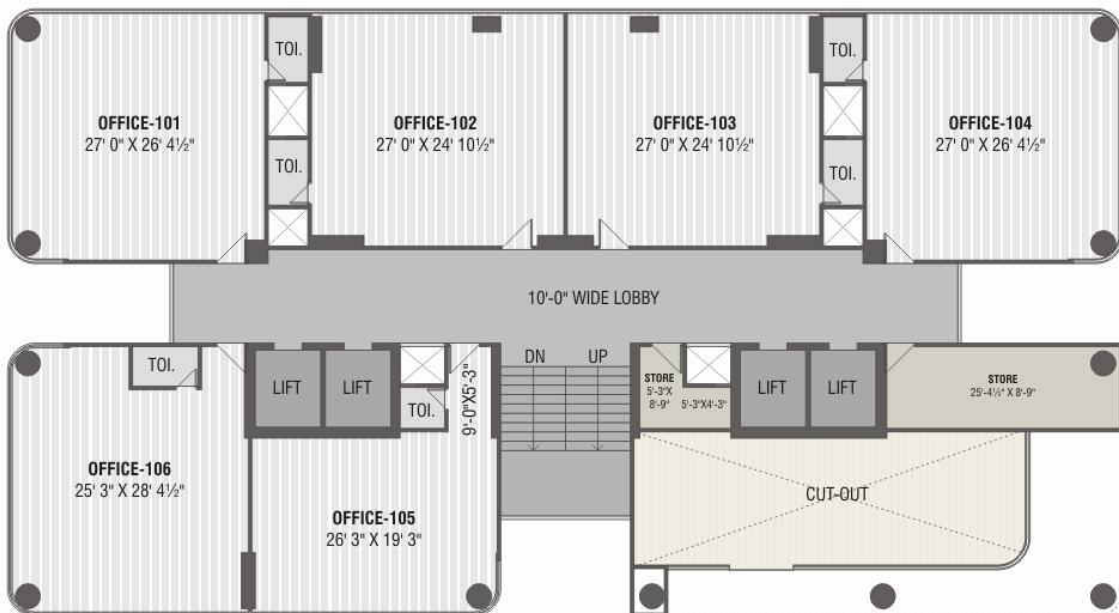 TOI.
TOI.
OFFICE-101
27' 0" X 26' 4½"
OFFICE-102
27' 0" X 24' 10½"
OFFICE-103
27' 0" X 24' 10½"
OFFICE-104
27' 0" X 26' 4½"
TOI.
TOI.
10'-0" WIDE LOBBY
TOI.
LIFT
LIFT
TOI.
9'-0"X5'-3"
DN
UP
STORE
5'-3"X
8'-9"
5'-3"X4'-3"
LIFT
LIFT
STORE
25'-4½" X 8'-9"
OFFICE-106
25' 3" X 28' 4½"
OFFICE-105
26' 3" X 19' 3"
CUT-OUT